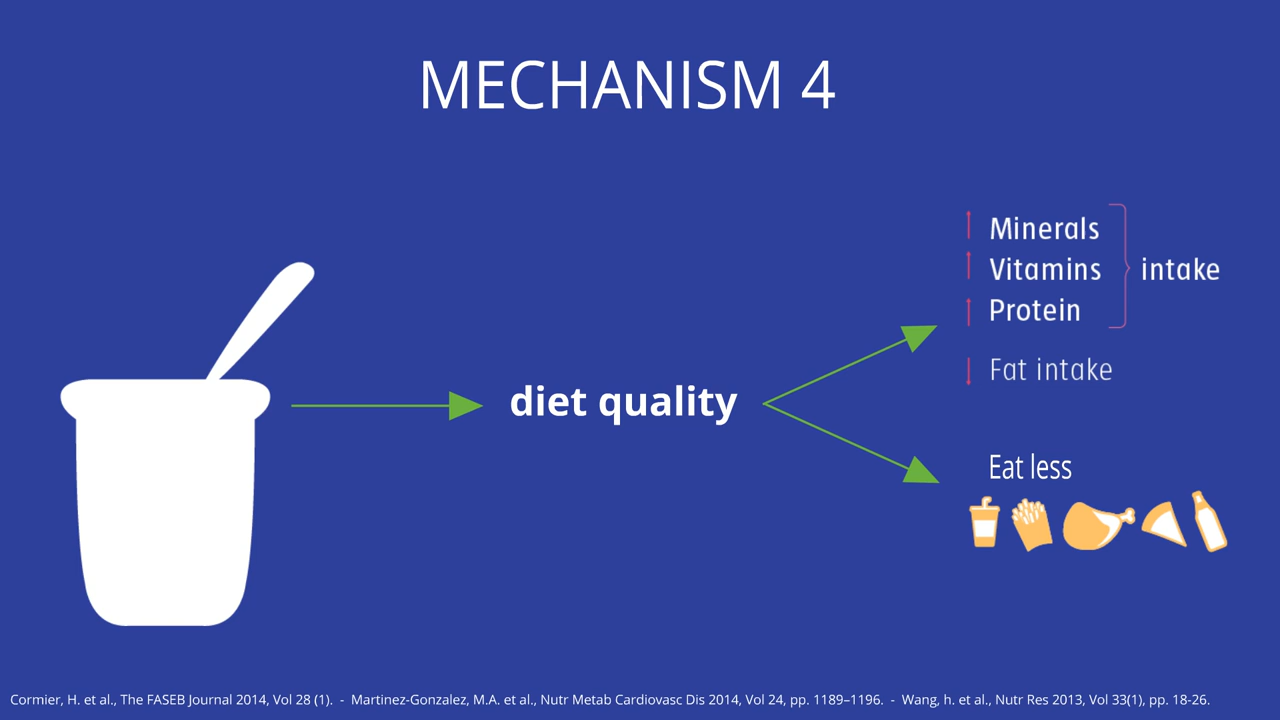 MECHANISM 4
Minerals
Vitamins
Protein
intake
Fat intake
diet quality
Eat less
Cormier, H. et al., The FASEB Journal 2014, Vol 28 (1). - Martinez-Gonzalez, M.A. et al., Nutr Metab Cardiovasc Dis 2014, Vol 24, pp. 1189–1196. - Wang, h. et al., Nutr Res 2013, Vol 33(1), pp. 18-26.